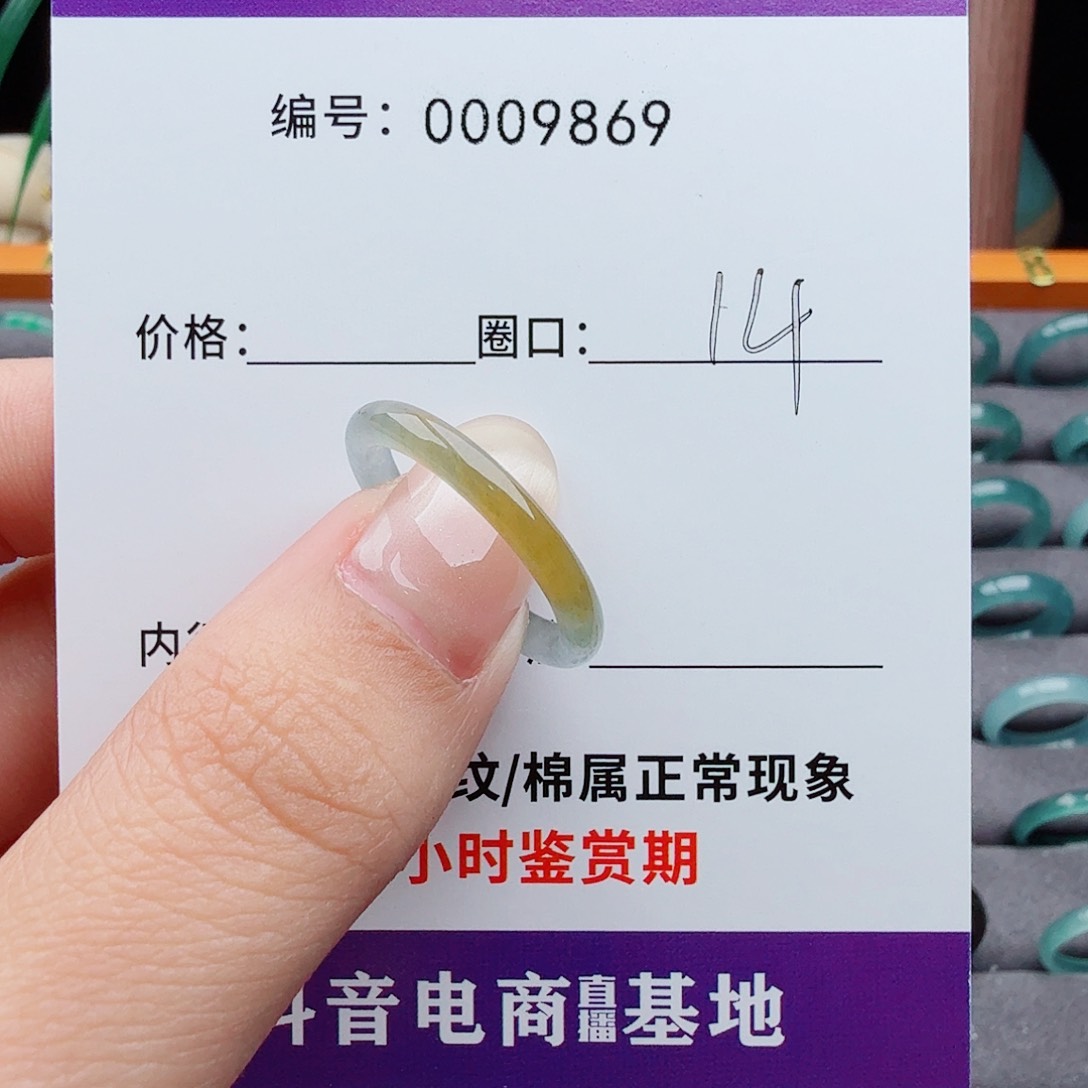 编号：0009869
价格： 圈口：14
内
纹/棉属正常现象
小时鉴赏期
音电商直播基地